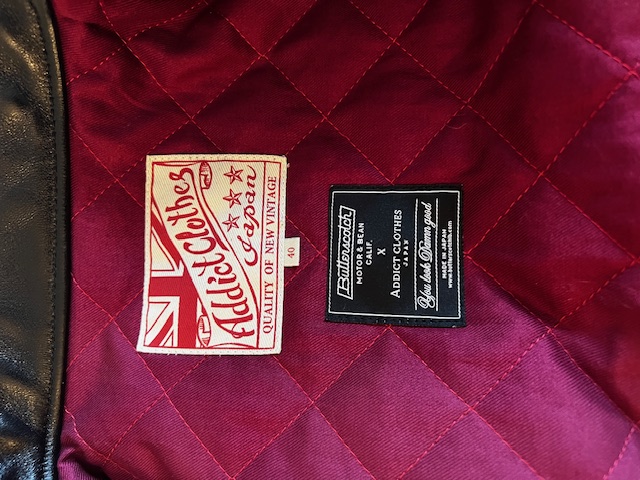 Addict Clothes
Japan
QUALITY OF NEW VINTAGE
40
Butterscotch
MOTOR & BEAN
CALIF.
X
ADDICT CLOTHES
JAPAN
You look Damn good
MADE IN JAPAN